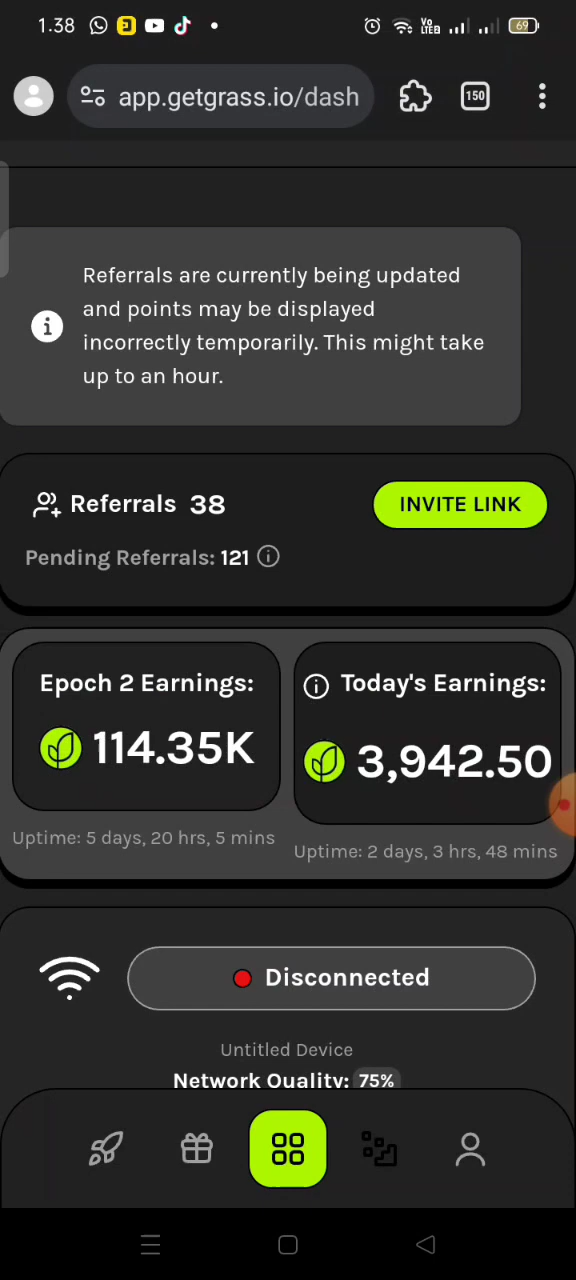 1.38
Vo
LTE
69
app.getgrass.io/dash
150
Referrals are currently being updated
and points may be displayed
incorrectly temporarily. This might take
up to an hour.
Referrals 38
INVITE LINK
Pending Referrals: 121
Epoch 2 Earnings:
114.35K
Uptime: 5 days, 20 hrs, 5 mins
Today's Earnings:
3,942.50
Uptime: 2 days, 3 hrs, 48 mins
Disconnected
Untitled Device
Network Quality: 75%